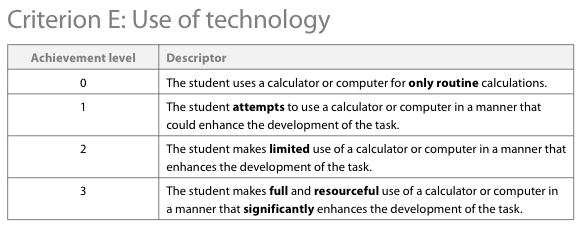 Criterion E: Use of technology
Achievement level Descriptor
0 The student uses a calculator or computer for only routine calculations.
1 The student attempts to use a calculator or computer in a manner that
could enhance the development of the task.
2 The student makes limited use of a calculator or computer in a manner that
enhances the development of the task.
3 The student makes full and resourceful use of a calculator or computer in
a manner that significantly enhances the development of the task.